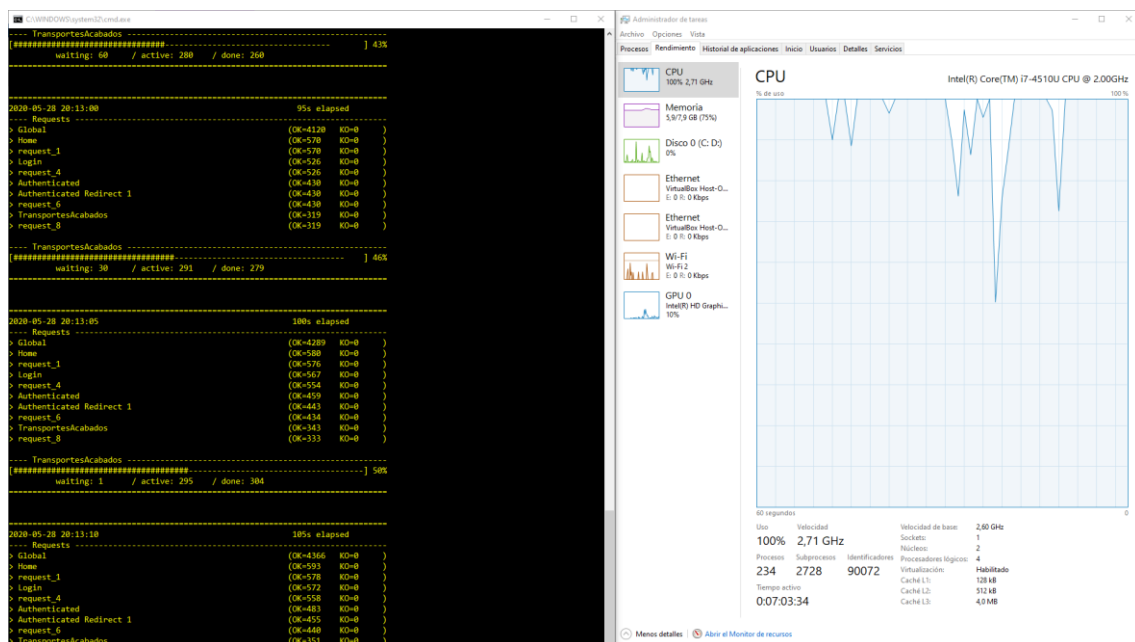 C:\WINDOWS\system32\cmd.exe
---- TransportesAcabados ------------------------------------------------------
[################################------------------------------------ ] 43%
waiting: 60 / active: 280 / done: 260
================================================================================
================================================================================
2020-05-28 20:13:00 95s elapsed
---- Requests ------------------------------------------------------------------
> Global (OK=4120 KO=0 )
> Home (OK=570 KO=0 )
> request_1 (OK=570 KO=0 )
> Login (OK=526 KO=0 )
> request_4 (OK=526 KO=0 )
> Authenticated (OK=430 KO=0 )
> Authenticated Redirect 1 (OK=430 KO=0 )
> request_6 (OK=430 KO=0 )
> TransportesAcabados (OK=319 KO=0 )
> request_8 (OK=319 KO=0 )
---- TransportesAcabados ------------------------------------------------------
[##################################------------------------------------ ] 46%
waiting: 30 / active: 291 / done: 279
================================================================================
================================================================================
2020-05-28 20:13:05 100s elapsed
---- Requests ------------------------------------------------------------------
> Global (OK=4289 KO=0 )
> Home (OK=580 KO=0 )
> request_1 (OK=576 KO=0 )
> Login (OK=567 KO=0 )
> request_4 (OK=554 KO=0 )
> Authenticated (OK=459 KO=0 )
> Authenticated Redirect 1 (OK=443 KO=0 )
> request_6 (OK=434 KO=0 )
> TransportesAcabados (OK=343 KO=0 )
> request_8 (OK=333 KO=0 )
---- TransportesAcabados ------------------------------------------------------
[#####################################-------------------------------------] 50%
waiting: 1 / active: 295 / done: 304
================================================================================
================================================================================
2020-05-28 20:13:10 105s elapsed
---- Requests ------------------------------------------------------------------
> Global (OK=4366 KO=0 )
> Home (OK=593 KO=0 )
> request_1 (OK=578 KO=0 )
> Login (OK=572 KO=0 )
> request_4 (OK=558 KO=0 )
> Authenticated (OK=483 KO=0 )
> Authenticated Redirect 1 (OK=455 KO=0 )
> request_6 (OK=440 KO=0 )
> TransportesAcabados (OK=351 KO=0 )
Administrador de tareas
Archivo Opciones Vista
Procesos Rendimiento Historial de aplicaciones Inicio Usuarios Detalles Servicios
CPU
100% 2,71 GHz
Memoria
5,9/7,9 GB (75%)
Disco 0 (C: D:)
0%
Ethernet
VirtualBox Host-O...
E: 0 R: 0 Kbps
Ethernet
VirtualBox Host-O...
E: 0 R: 0 Kbps
Wi-Fi
Wi-Fi 2
E: 0 R: 0 Kbps
GPU 0
Intel(R) HD Graphi...
10%
CPU Intel(R) Core(TM) i7-4510U CPU @ 2.00GHz
% de uso 100 %
60 segundos 0
Uso Velocidad
100% 2,71 GHz
Procesos Subprocesos Identificadores
234 2728 90072
Tiempo activo
0:07:03:34
Velocidad de base: 2,60 GHz
Sockets: 1
Núcleos: 2
Procesadores lógicos: 4
Virtualización: Habilitado
Caché L1: 128 kB
Caché L2: 512 kB
Caché L3: 4,0 MB
Menos detalles Abrir el Monitor de recursos